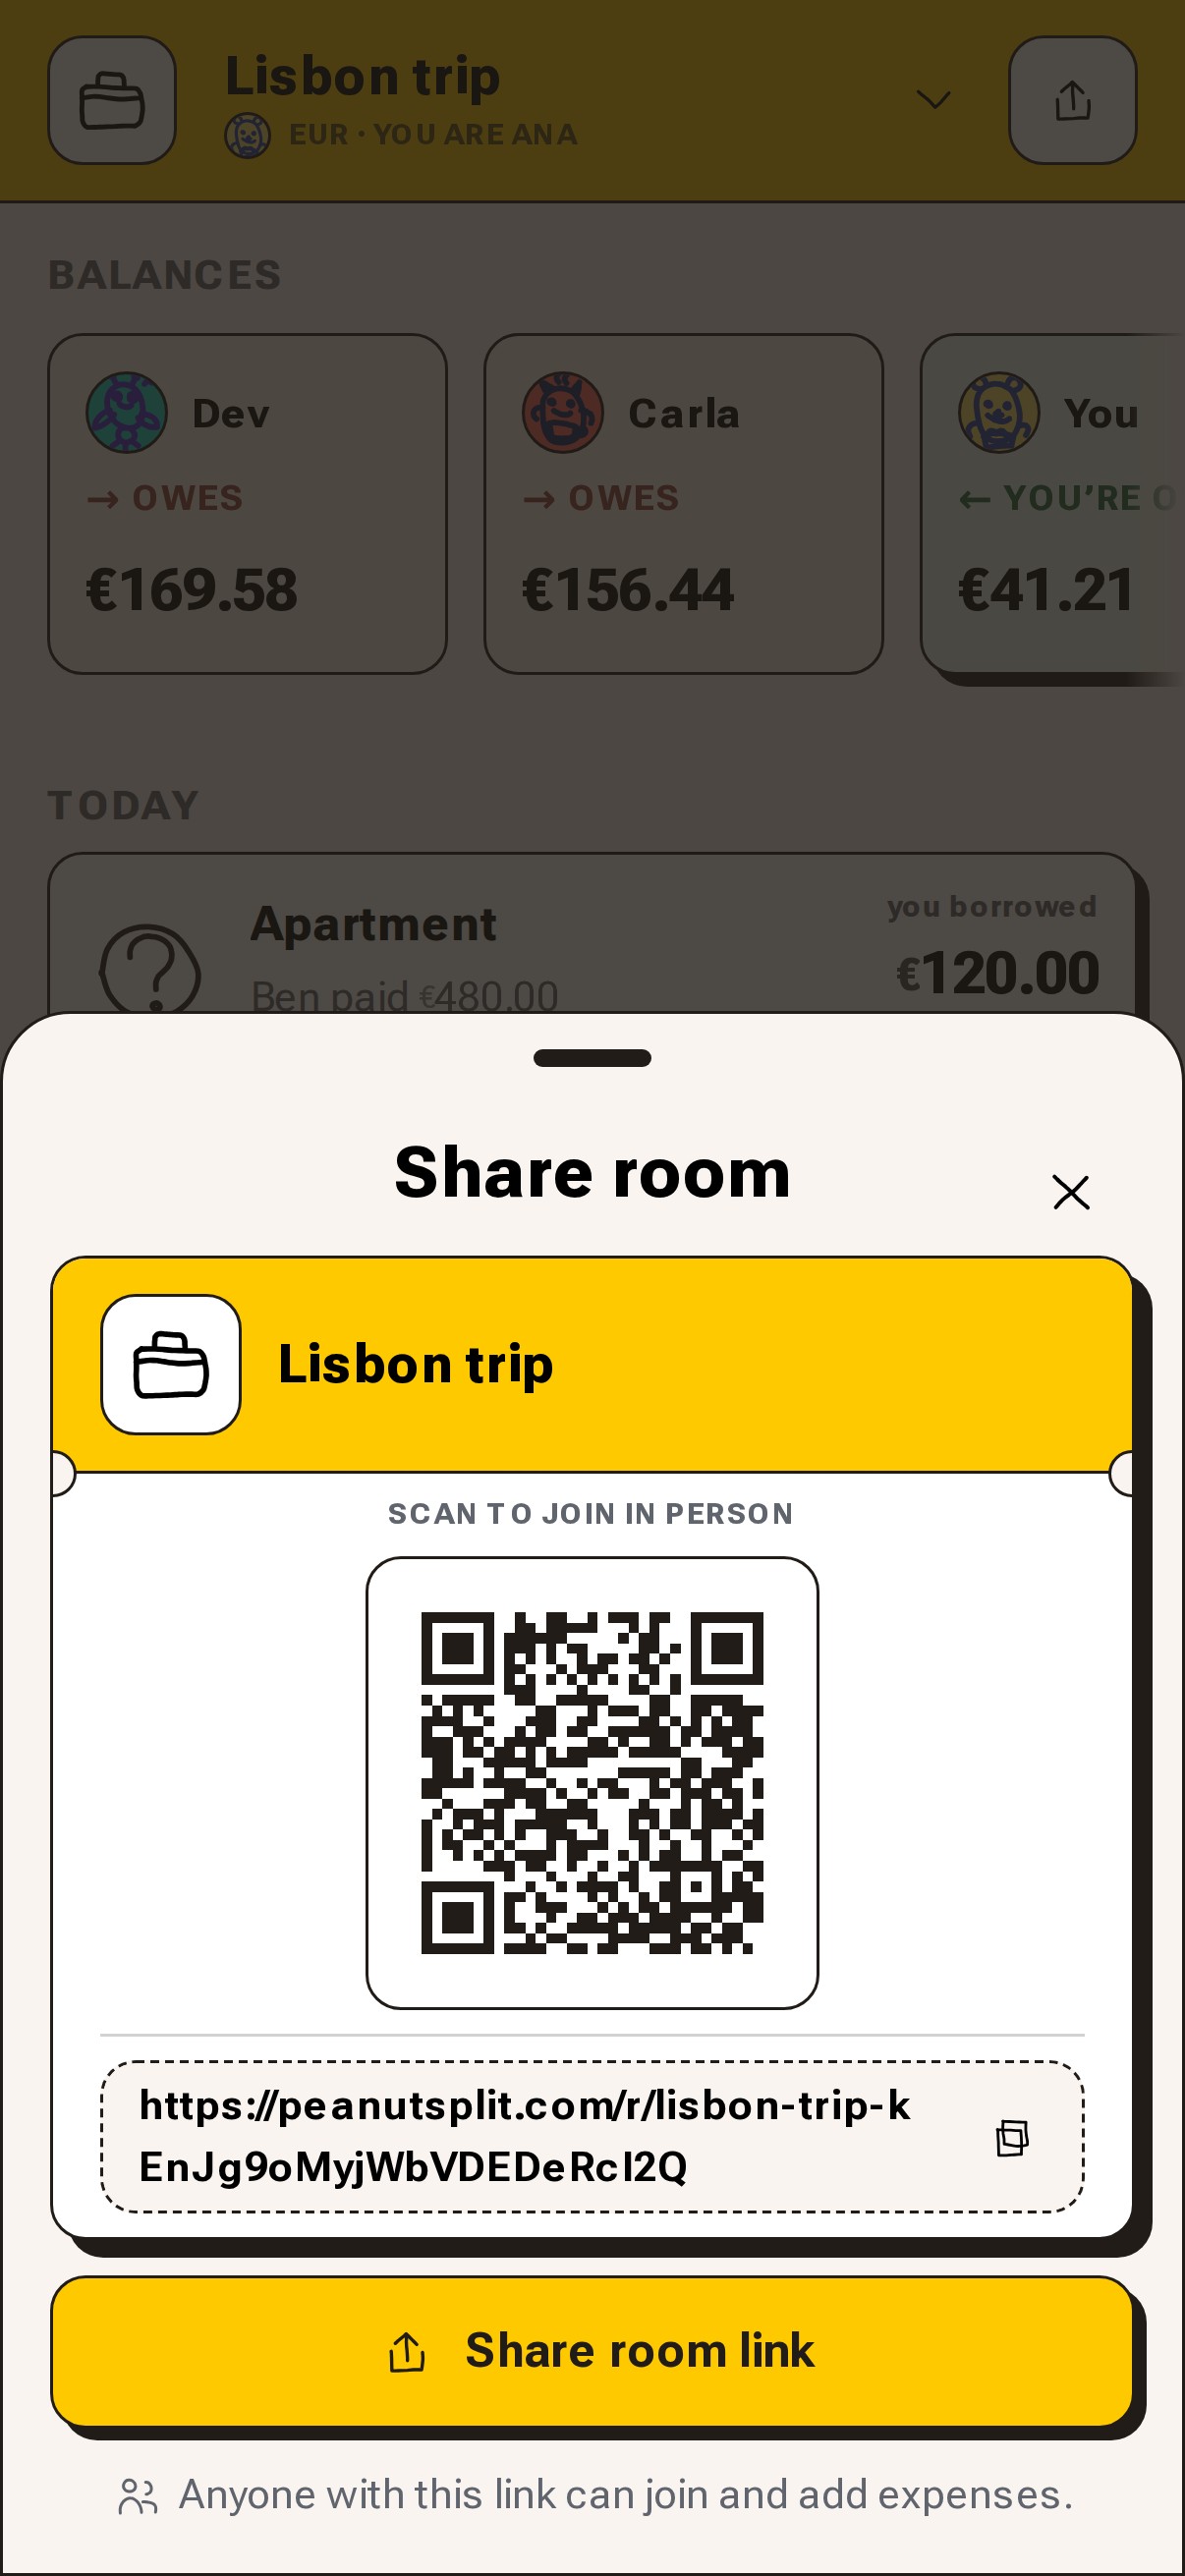 Lisbon trip
EUR · YOU ARE ANA
BALANCES
Dev
→ OWES
€169.58
Carla
→ OWES
€156.44
You
← YOU’RE O
€41.21
TODAY
Apartment
Ben paid €480.00
you borrowed
€120.00
Share room
Lisbon trip
SCAN TO JOIN IN PERSON
https://peanutsplit.com/r/lisbon-trip-k
EnJg9oMyjWbVDEDeRcI2Q
Share room link
Anyone with this link can join and add expenses.